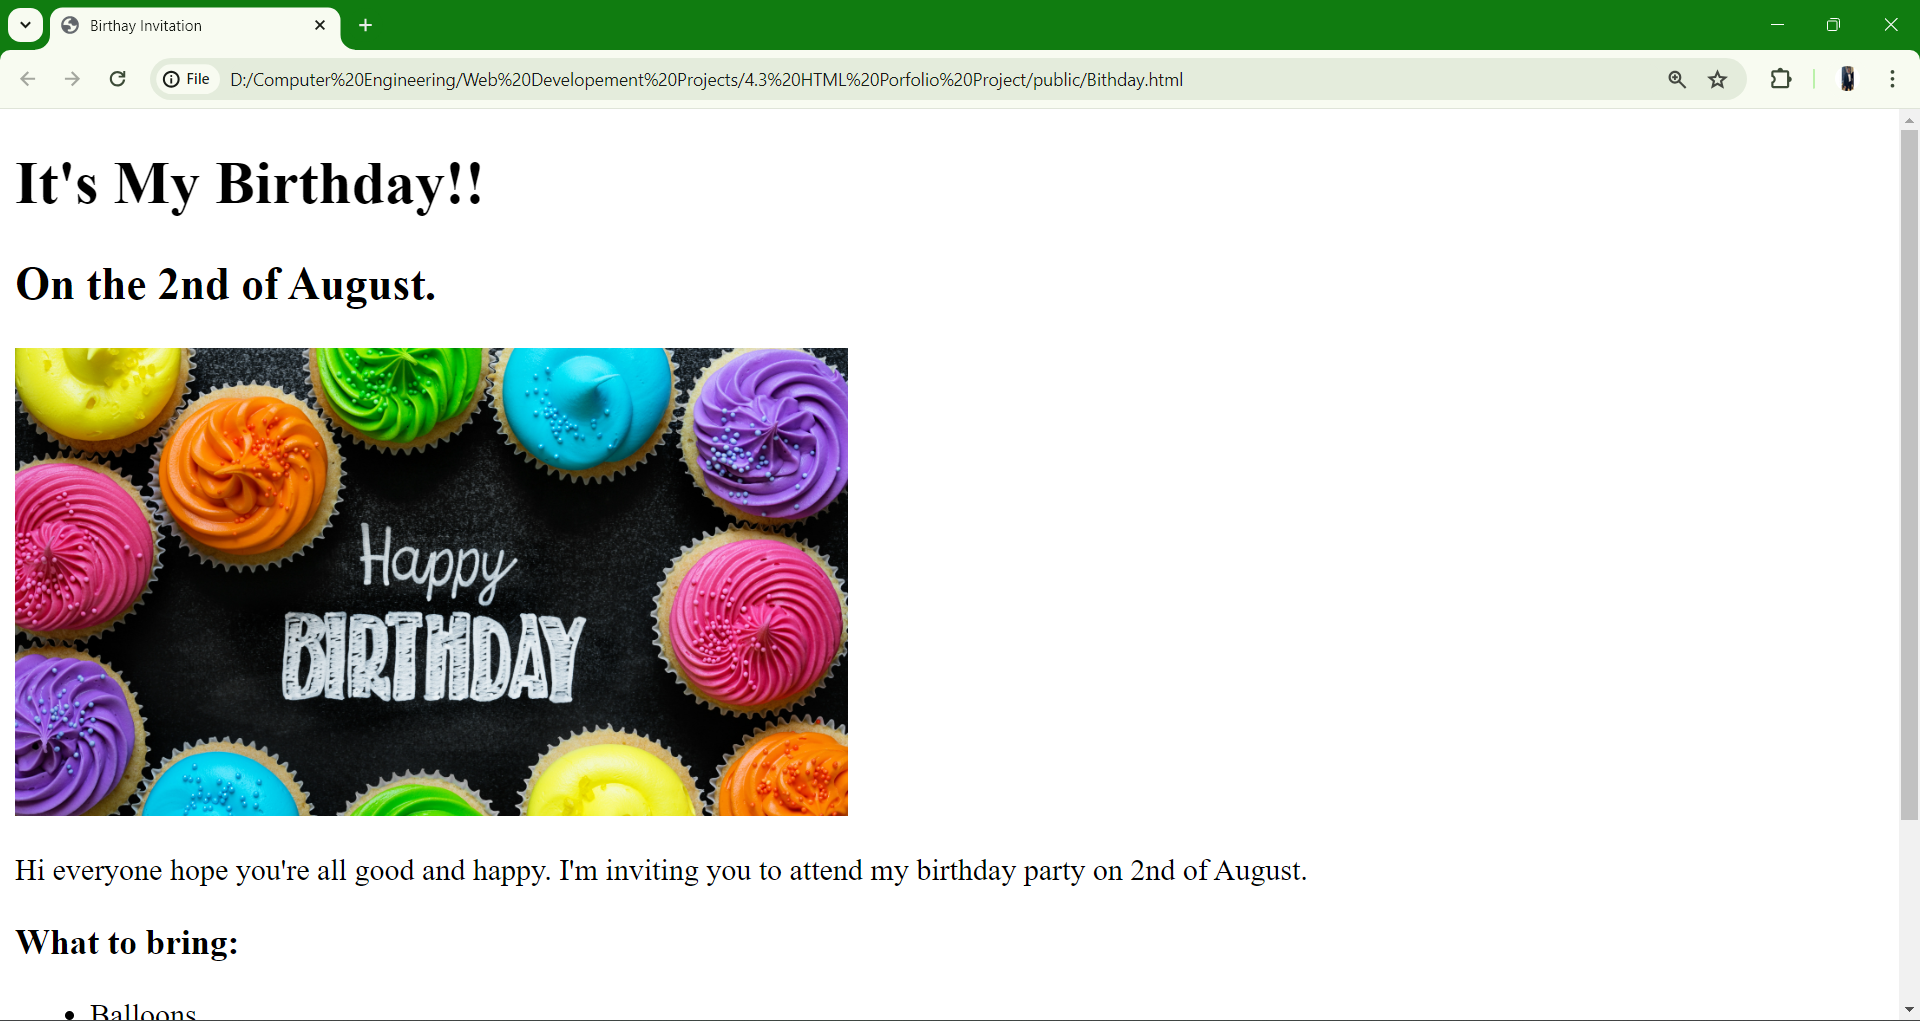 Birthay Invitation
File
D:/Computer%20Engineering/Web%20Developement%20Projects/4.3%20HTML%20Porfolio%20Project/public/Bithday.html
It's My Birthday!!
On the 2nd of August.
Happy
BIRTHDAY
Hi everyone hope you're all good and happy. I'm inviting you to attend my birthday party on 2nd of August.
What to bring:
• Balloons